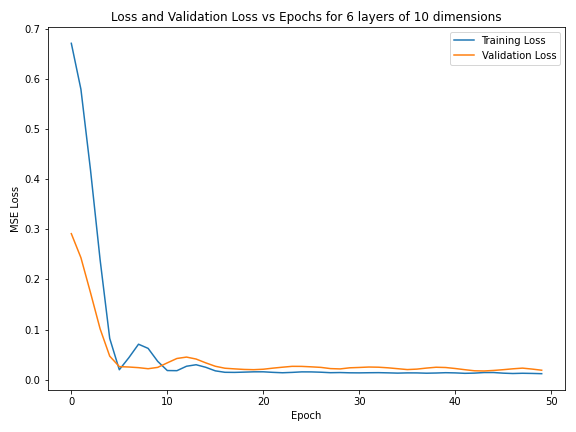 Loss and Validation Loss vs Epochs for 6 layers of 10 dimensions
0.7
Training Loss
Validation Loss
0.6
0.5
0.4
MSE Loss
0.3
0.2
0.1
0.0
0 10 20 30 40 50
Epoch